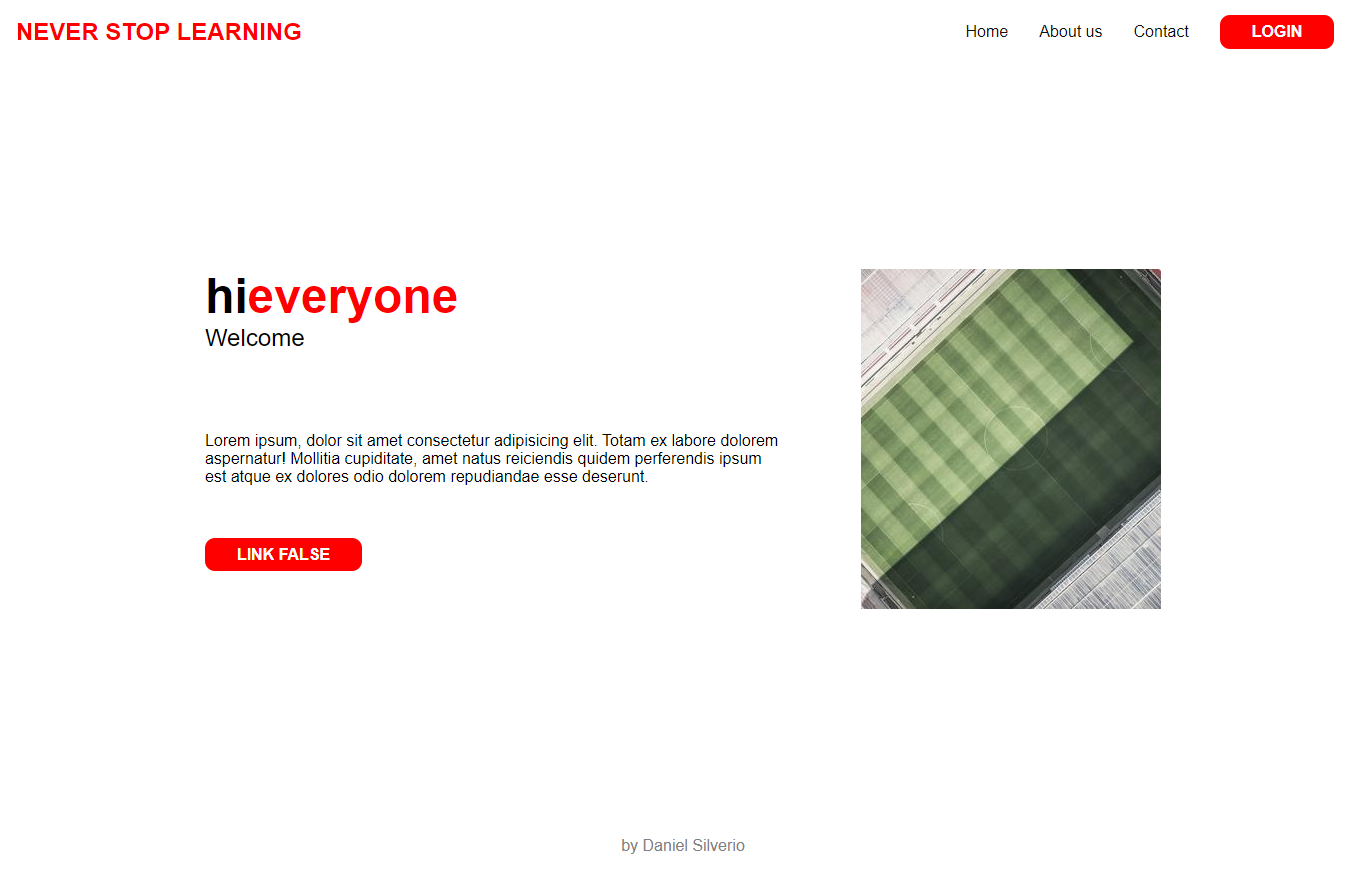 NEVER STOP LEARNING
Home About us Contact LOGIN
hieveryone
Welcome
Lorem ipsum, dolor sit amet consectetur adipisicing elit. Totam ex labore dolorem
aspernatur! Mollitia cupiditate, amet natus reiciendis quidem perferendis ipsum
est atque ex dolores odio dolorem repudiandae esse deserunt.
LINK FALSE
by Daniel Silverio